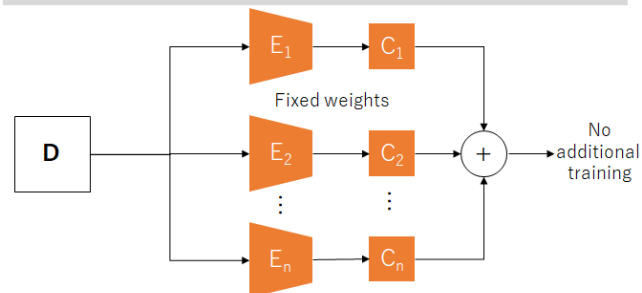 E1
C1
Fixed weights
D
E2
C2
+
No
additional
training
⋮
⋮
En
Cn